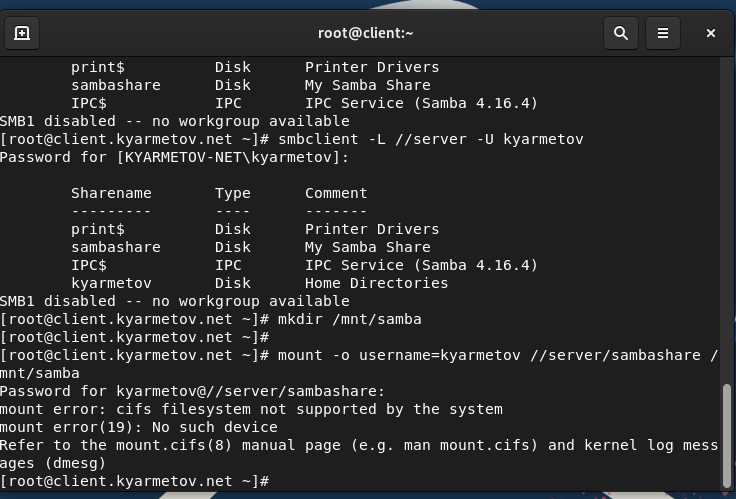 root@client:~
print$ Disk Printer Drivers
sambashare Disk My Samba Share
IPC$ IPC IPC Service (Samba 4.16.4)
SMB1 disabled -- no workgroup available
[root@client.kyarmetov.net ~]# smbclient -L //server -U kyarmetov
Password for [KYARMETOV-NET\kyarmetov]:
Sharename Type Comment
--------- ---- -------
print$ Disk Printer Drivers
sambashare Disk My Samba Share
IPC$ IPC IPC Service (Samba 4.16.4)
kyarmetov Disk Home Directories
SMB1 disabled -- no workgroup available
[root@client.kyarmetov.net ~]# mkdir /mnt/samba
[root@client.kyarmetov.net ~]#
[root@client.kyarmetov.net ~]# mount -o username=kyarmetov //server/sambashare /
mnt/samba
Password for kyarmetov@//server/sambashare:
mount error: cifs filesystem not supported by the system
mount error(19): No such device
Refer to the mount.cifs(8) manual page (e.g. man mount.cifs) and kernel log mess
ages (dmesg)
[root@client.kyarmetov.net ~]#